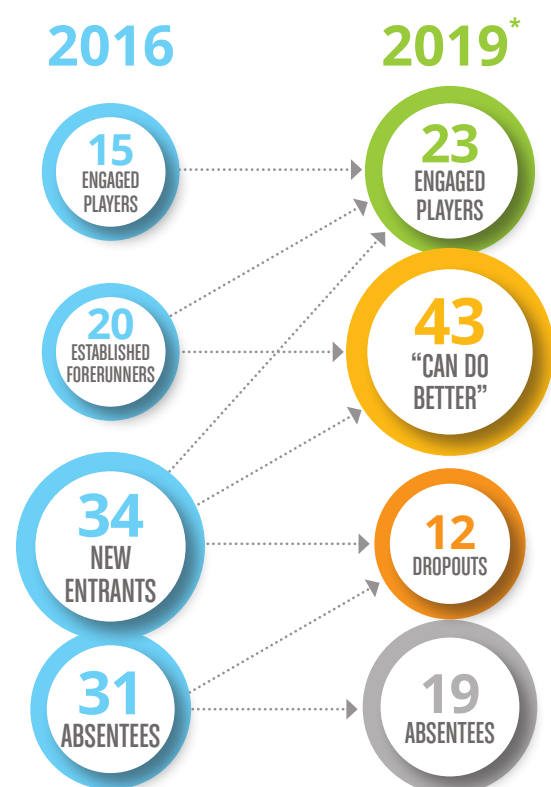 2016
2019*
15
ENGAGED
PLAYERS
23
ENGAGED
PLAYERS
20
ESTABLISHED
FORERUNNERS
43
“CAN DO
BETTER”
34
NEW
ENTRANTS
12
DROPOUTS
31
ABSENTEES
19
ABSENTEES